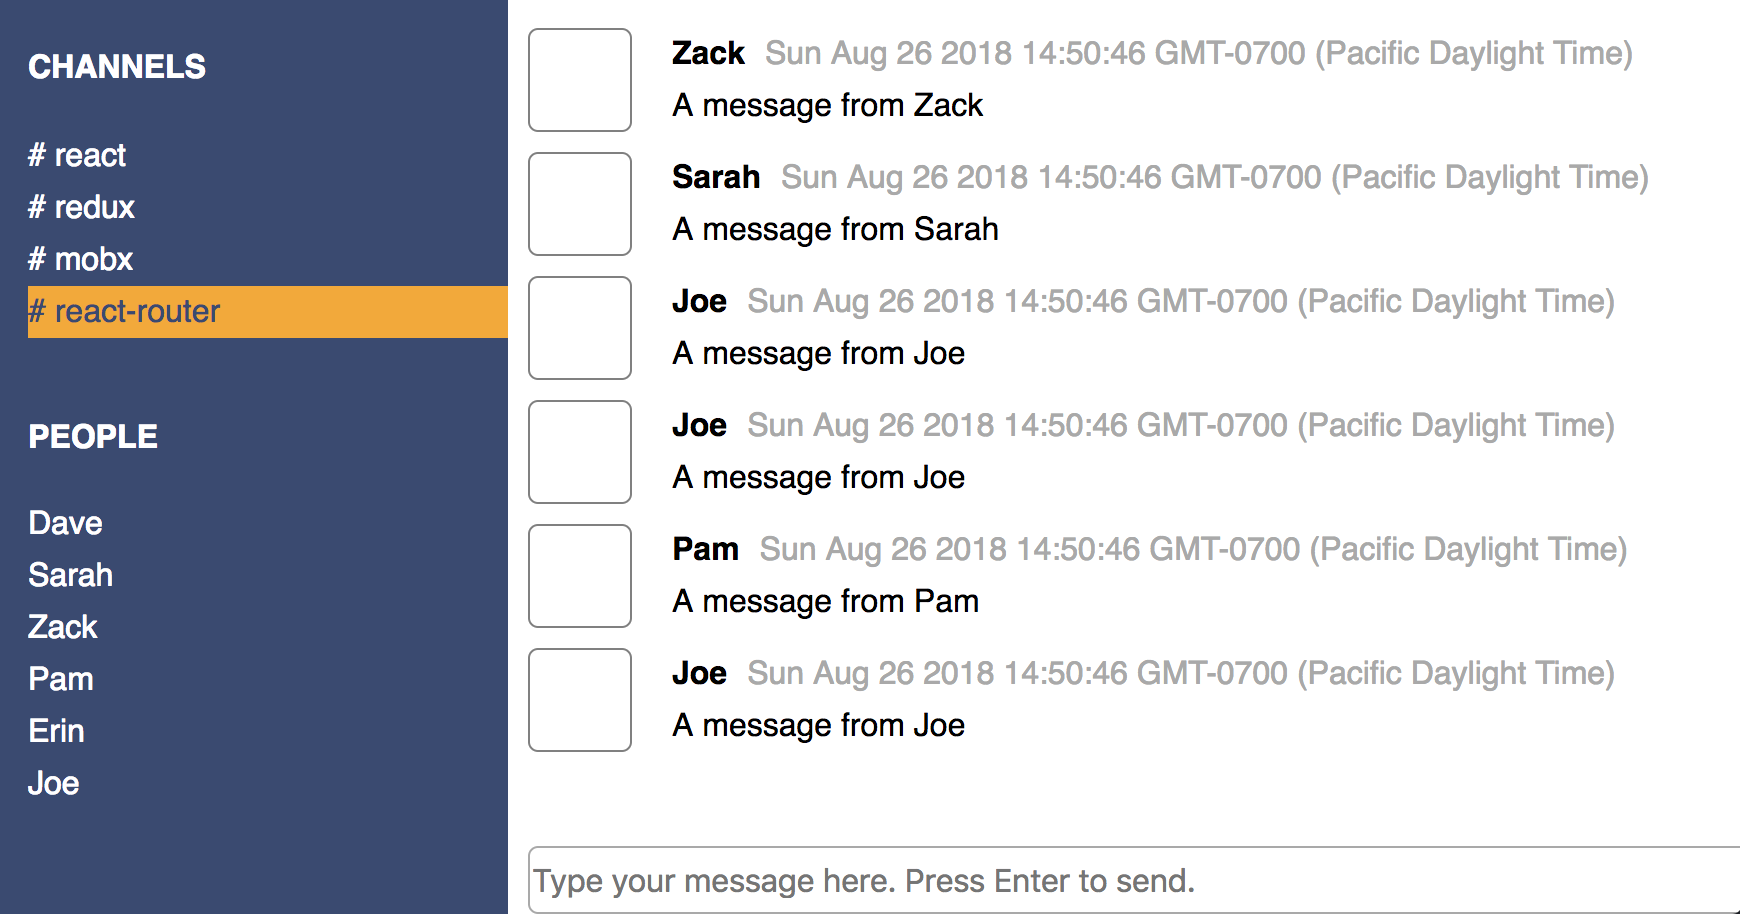 CHANNELS
# react
# redux
# mobx
# react-router
PEOPLE
Dave
Sarah
Zack
Pam
Erin
Joe
Zack Sun Aug 26 2018 14:50:46 GMT-0700 (Pacific Daylight Time)
A message from Zack
Sarah Sun Aug 26 2018 14:50:46 GMT-0700 (Pacific Daylight Time)
A message from Sarah
Joe Sun Aug 26 2018 14:50:46 GMT-0700 (Pacific Daylight Time)
A message from Joe
Joe Sun Aug 26 2018 14:50:46 GMT-0700 (Pacific Daylight Time)
A message from Joe
Pam Sun Aug 26 2018 14:50:46 GMT-0700 (Pacific Daylight Time)
A message from Pam
Joe Sun Aug 26 2018 14:50:46 GMT-0700 (Pacific Daylight Time)
A message from Joe
Type your message here. Press Enter to send.